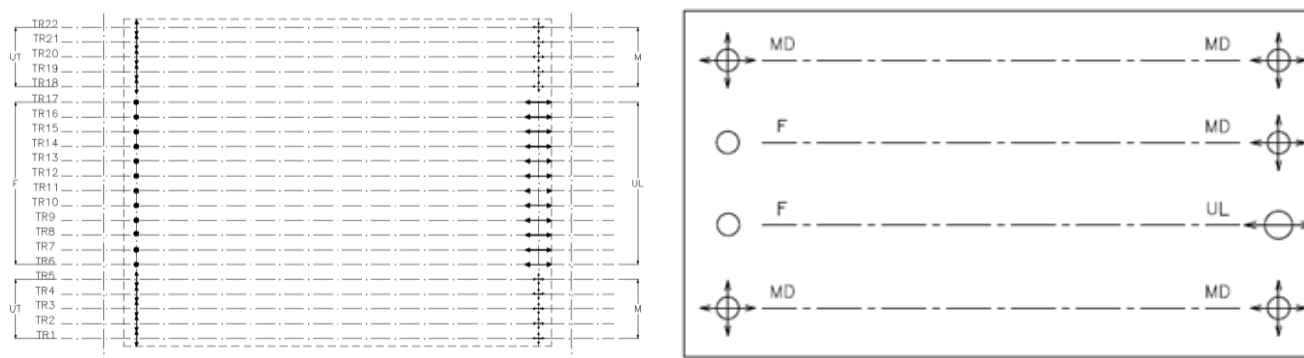 TR22
TR21
UT TR20 M
TR19
TR18
TR17
TR16
TR15
TR14
TR13
TR12
F TR11 UL
TR10
TR9
TR8
TR7
TR6
TR5
TR4
UT TR3 M
TR2
TR1
MD MD
F MD
F UL
MD MD